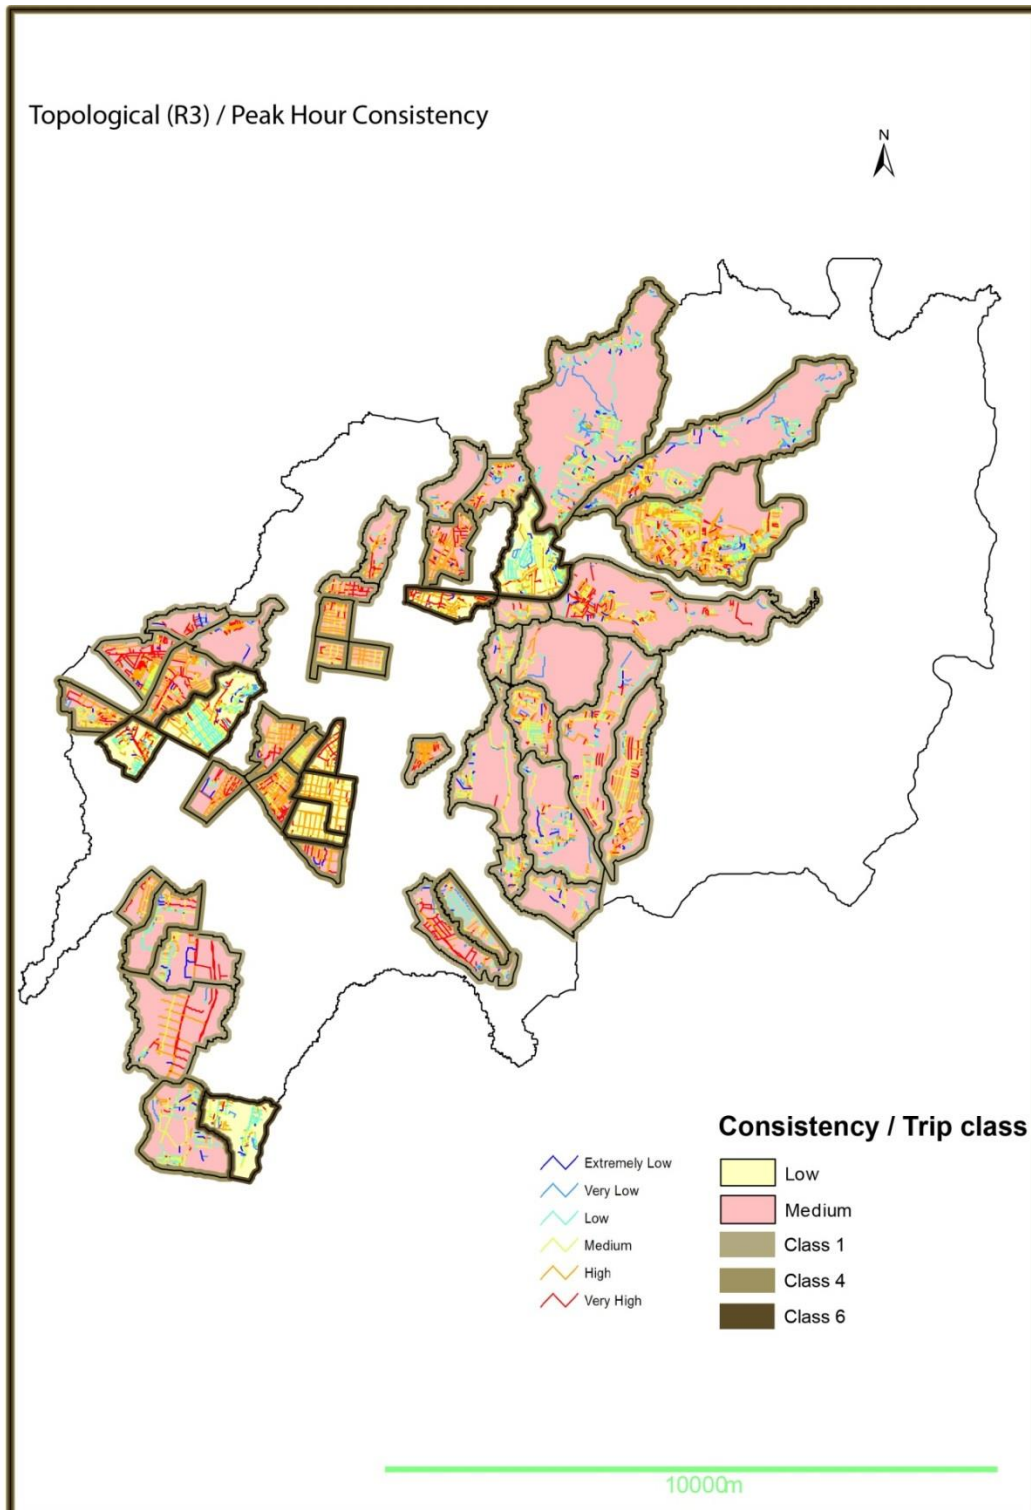 Topological (R3) / Peak Hour Consistency
N
Consistency / Trip class
Extremely Low
Very Low
Low
Medium
High
Very High
Low
Medium
Class 1
Class 4
Class 6
10000m